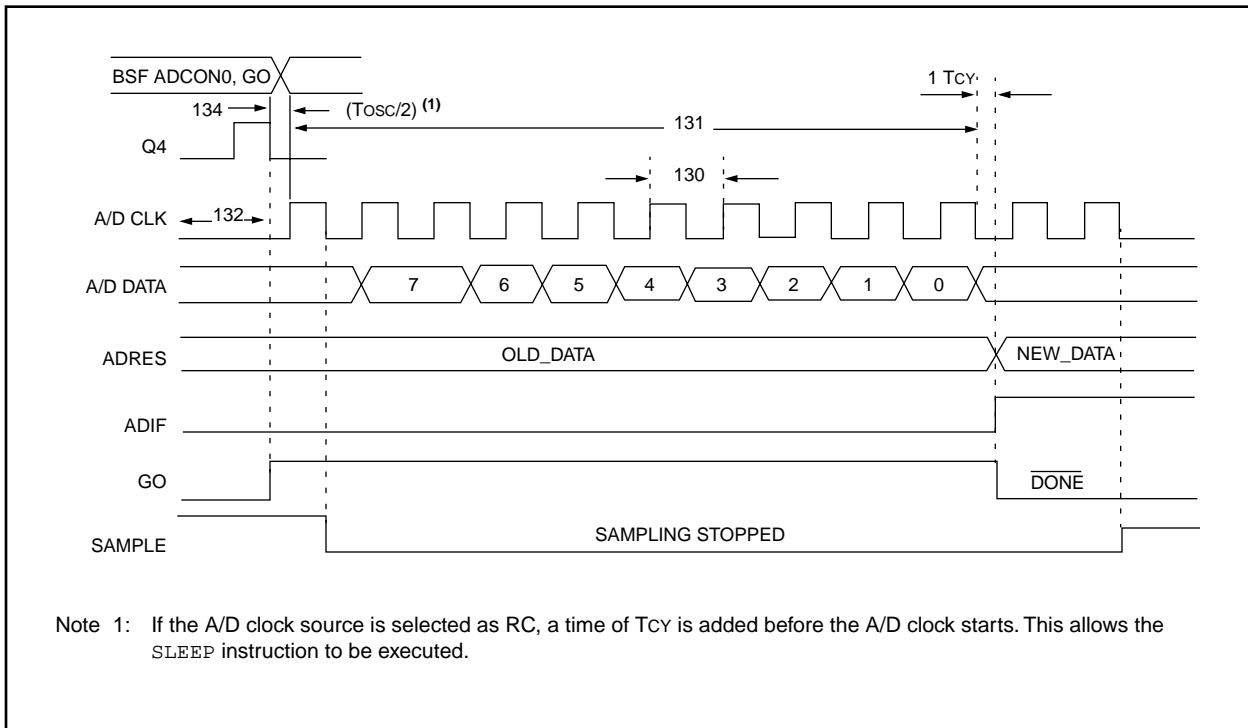 BSF ADCON0, GO
1 TCY
134
(TOSC/2) (1)
131
Q4
130
A/D CLK
132
A/D DATA
7 6 5 4 3 2 1 0
ADRES
OLD_DATA
NEW_DATA
ADIF
GO
DONE
SAMPLE
SAMPLING STOPPED
Note 1: If the A/D clock source is selected as RC, a time of TCY is added before the A/D clock starts. This allows the
SLEEP instruction to be executed.